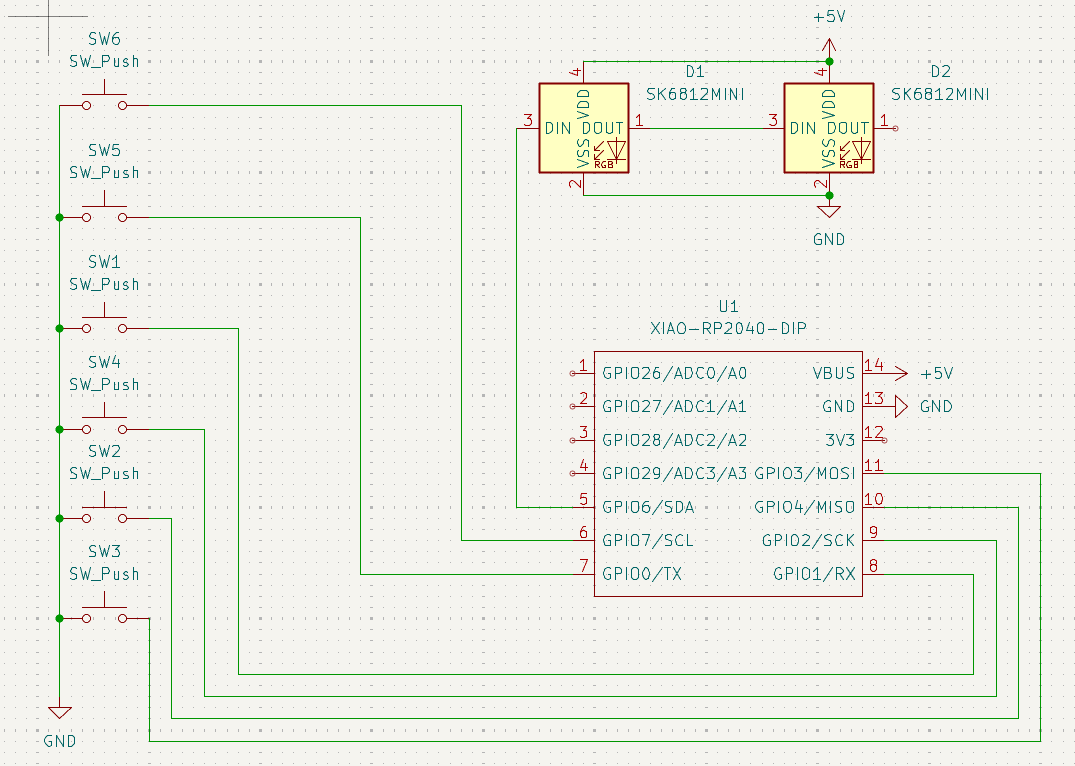 SW6
SW_Push
SW5
SW_Push
SW1
SW_Push
SW4
SW_Push
SW2
SW_Push
SW3
SW_Push
GND
+5V
D1
SK6812MINI
4
VDD
3
DIN
DOUT
1
VSS
RGB
2
D2
SK6812MINI
4
VDD
3
DIN
DOUT
1
VSS
RGB
2
GND
U1
XIAO-RP2040-DIP
1 GPIO26/ADC0/A0 VBUS 14 +5V
2 GPIO27/ADC1/A1 GND 13 GND
3 GPIO28/ADC2/A2 3V3 12
4 GPIO29/ADC3/A3 GPIO3/MOSI 11
5 GPIO6/SDA GPIO4/MISO 10
6 GPIO7/SCL GPIO2/SCK 9
7 GPIO0/TX GPIO1/RX 8